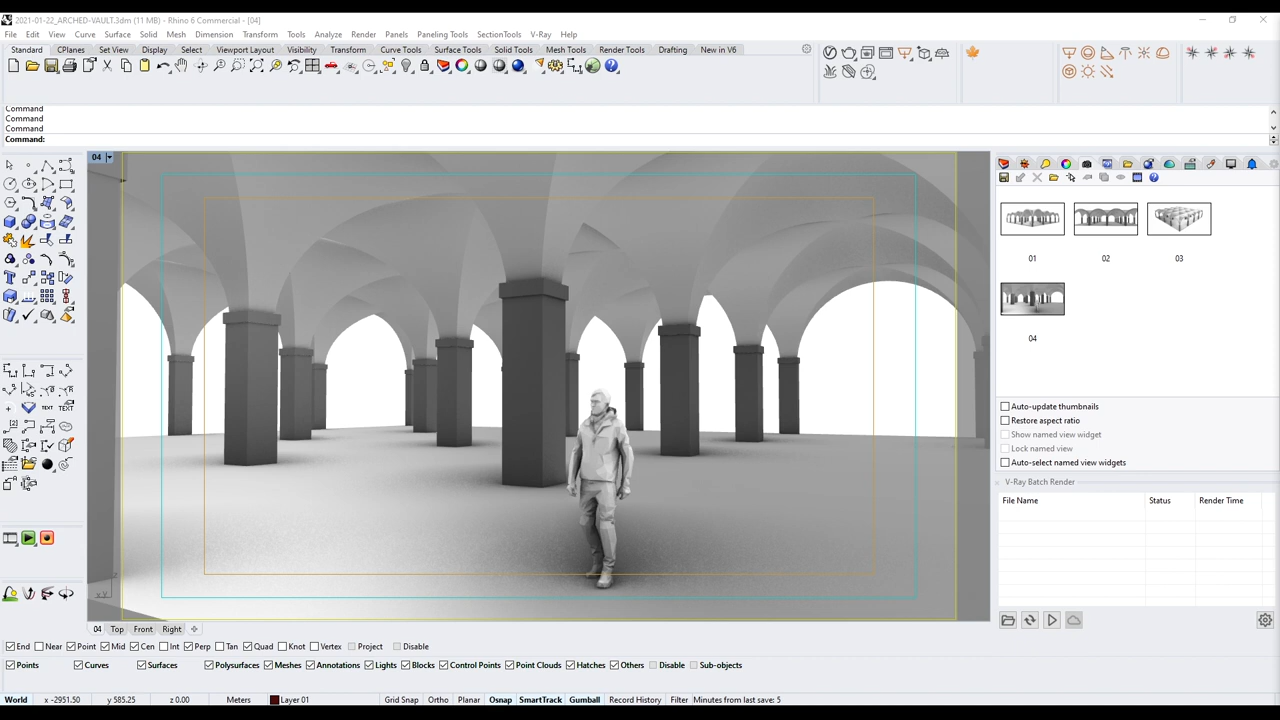 2021-01-22_ARCHED-VAULT.3dm (11 MB) - Rhino 6 Commercial - [04]
File Edit View Curve Surface Solid Mesh Dimension Transform Tools Analyze Render Panels Paneling Tools SectionTools V-Ray Help
Standard CPlanes Set View Display Select Viewport Layout Visibility Transform Curve Tools Surface Tools Solid Tools Mesh Tools Render Tools Drafting New in V6
Command
Command
Command
Command:
04
01 02 03
04
Auto-update thumbnails
Restore aspect ratio
Show named view widget
Lock named view
Auto-select named view widgets
V-Ray Batch Render
File Name Status Render Time
TEXT TEXT
04 Top Front Right
End Near Point Mid Cen Int Perp Tan Quad Knot Vertex Project Disable
Points Curves Surfaces Polysurfaces Meshes Annotations Lights Blocks Control Points Point Clouds Hatches Others Disable Sub-objects
World x -2951.50 y 585.25 z 0.00 Meters Layer 01 Grid Snap Ortho Planar Osnap SmartTrack Gumball Record History Filter Minutes from last save: 5